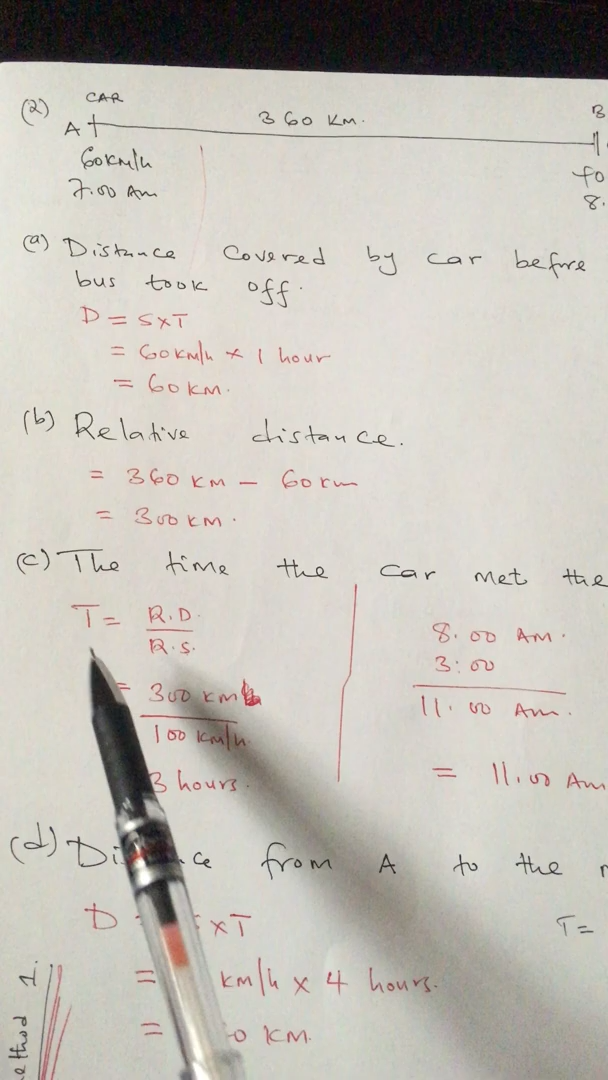 (2) CAR
A 360 KM. B
60KM/h
7.00 Am
fo
8.
(a) Distance covered by car before
bus took off.
D = S×T
= 60KM/h × 1 hour
= 60 KM.
(b) Relative distance.
= 360 KM - 60 KM
= 300 KM.
(c) The time the car met the
T = R.D.
R.S.
= 300 KM
100 KM/h.
3 hours.
8.00 AM.
3:00
11.00 Am.
= 11.00 Am
(d) from A to the
D ×T
T=
= KM/h × 4 hours.
= 0 KM.
1.